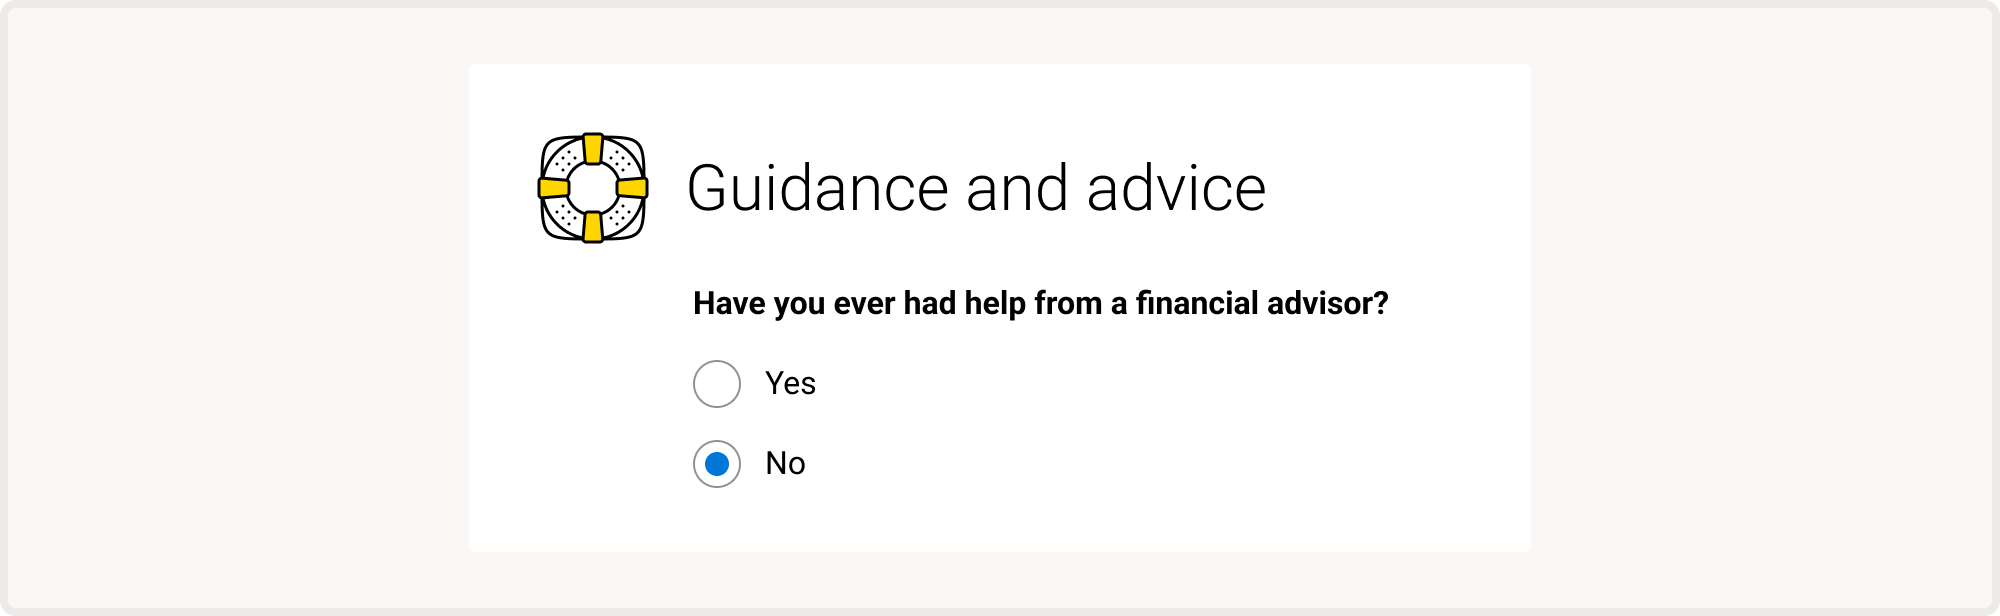 Guidance and advice
Have you ever had help from a financial advisor?
Yes
No